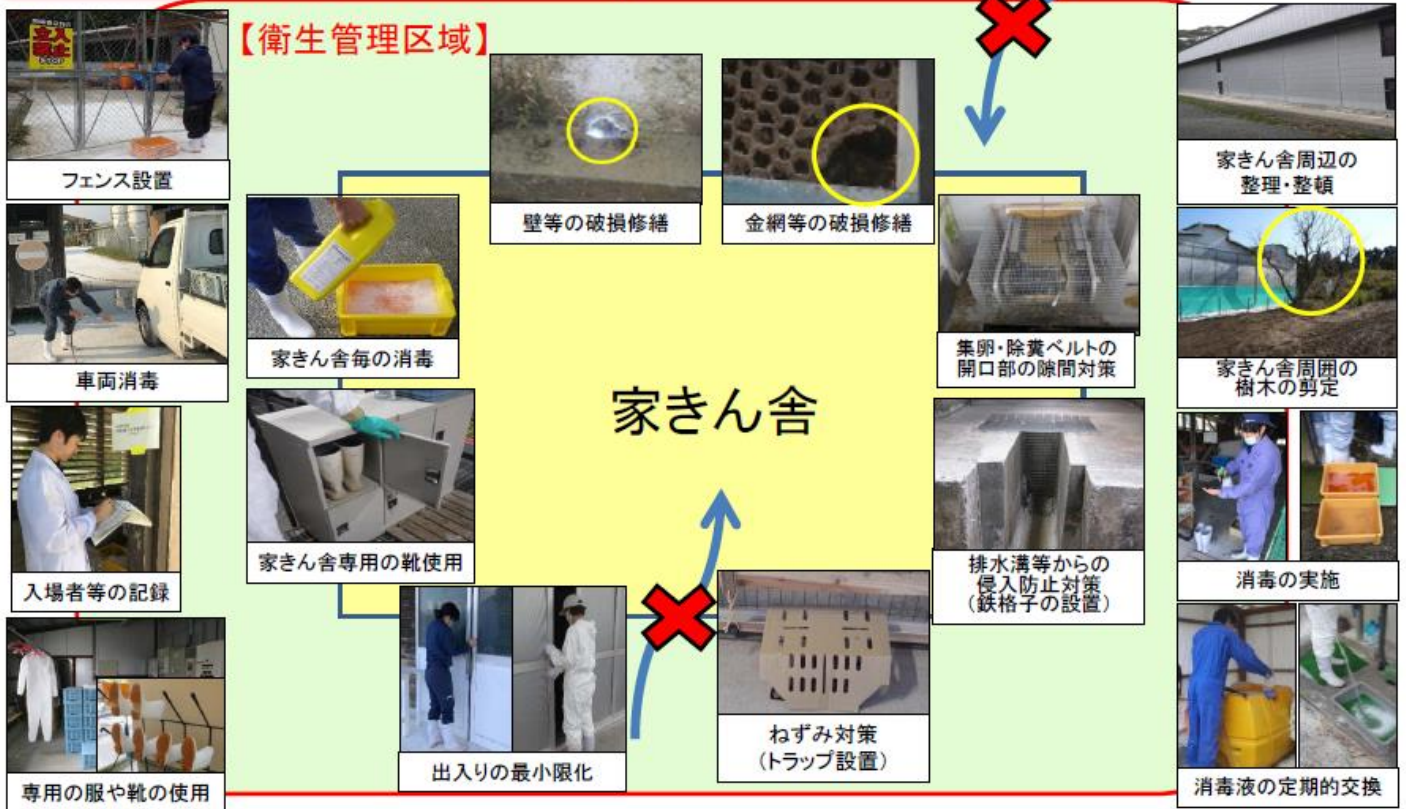 【衛生管理区域】
立入
禁止
フェンス設置
壁等の破損修繕
金網等の破損修繕
家きん舎周辺の
整理・整頓
車両消毒
家きん舎毎の消毒
集卵・除糞ベルトの
開口部の隙間対策
家きん舎周囲の
樹木の剪定
家きん舎
入場者等の記録
家きん舎専用の靴使用
排水溝等からの
侵入防止対策
（鉄格子の設置）
消毒の実施
専用の服や靴の使用
出入りの最小限化
ねずみ対策
（トラップ設置）
消毒液の定期的交換